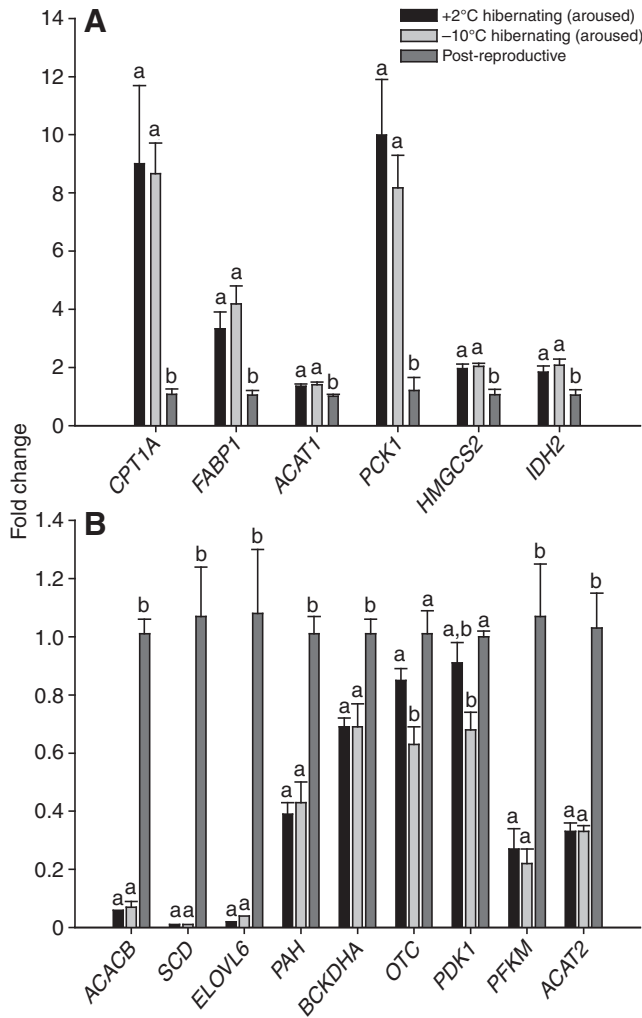 A
+2°C hibernating (aroused)
–10°C hibernating (aroused)
Post-reproductive
14
12
10
8
6
4
2
0
a a b
a a b
a a b
a a b
a a b
a a b
CPT1A FABP1 ACAT1 PCK1 HMGCS2 IDH2
Fold change
B
1.4
1.2
1.0
0.8
0.6
0.4
0.2
0
a a b
a a b
a a b
a a b
a a b
a b a
a,b b a
a a b
a a b
ACACB SCD ELOVL6 PAH BCKDHA OTC PDK1 PFKM ACAT2